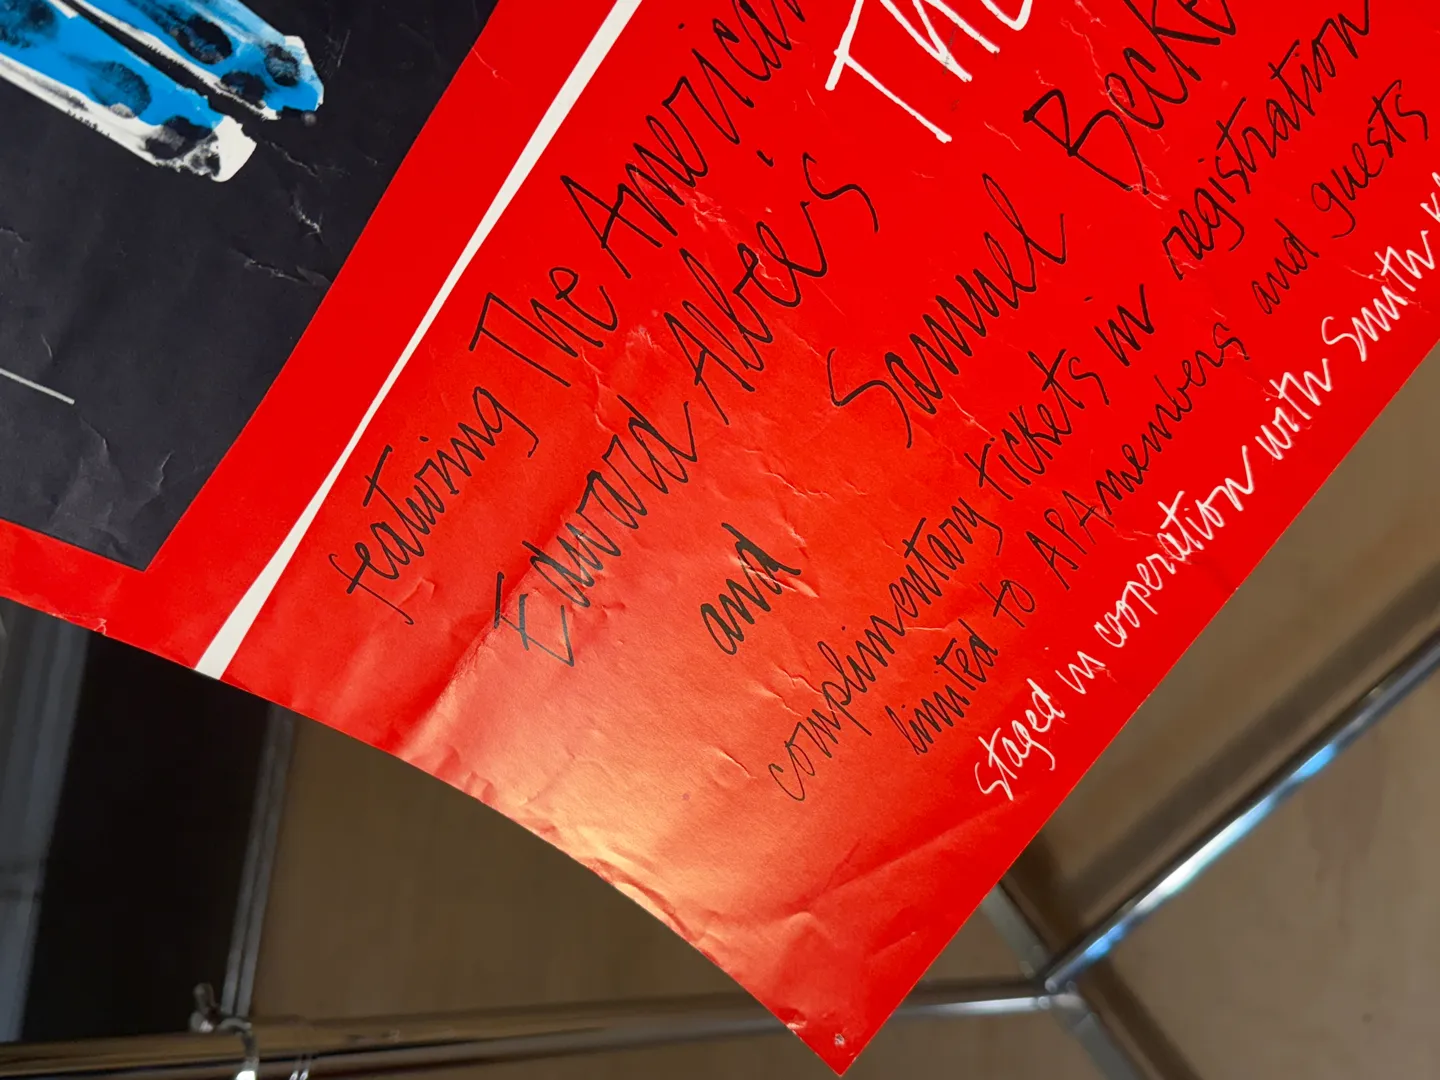 featuring The American
Edward Albee's The
and Samuel Becke
complimentary tickets in registration
limited to APA members and guests
Staged in cooperation with Smith